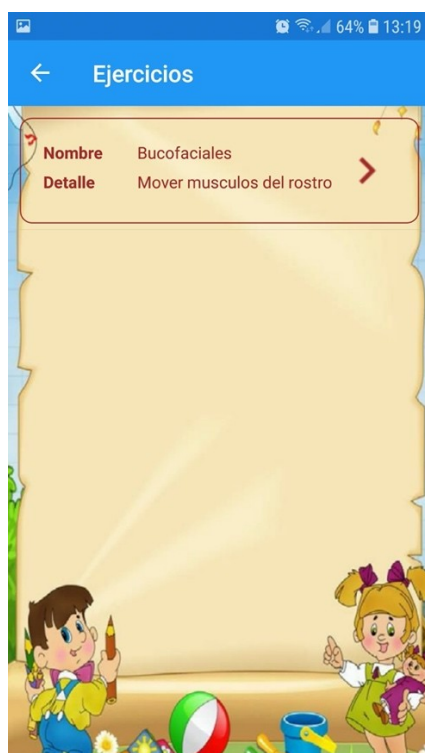 64% 13:19
Ejercicios
Nombre Bucofaciales
Detalle Mover musculos del rostro